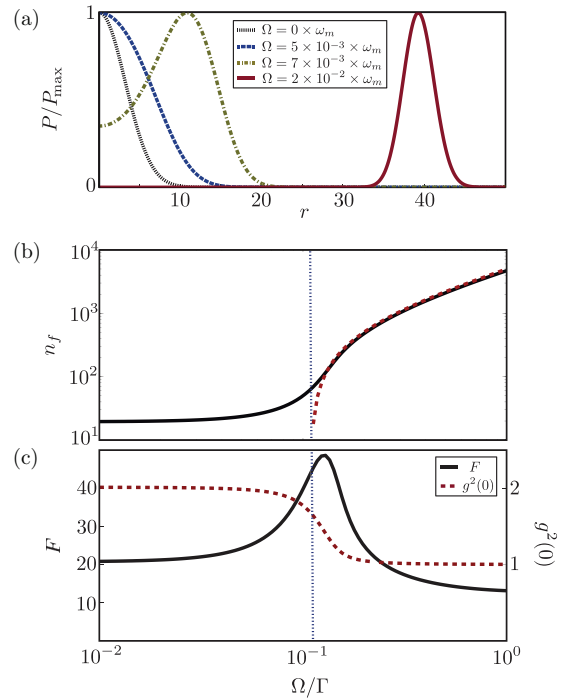 (a)
1
P/P_max
0
1
10
20
30
40
r
Ω = 0 × ω_m
Ω = 5 × 10^{-3} × ω_m
Ω = 7 × 10^{-3} × ω_m
Ω = 2 × 10^{-2} × ω_m
(b)
10^4
10^3
10^2
10^1
n_f
(c)
40
30
20
10
F
F
g^2(0)
2
1
g^2(0)
10^{-2}
10^{-1}
10^0
Ω/Γ